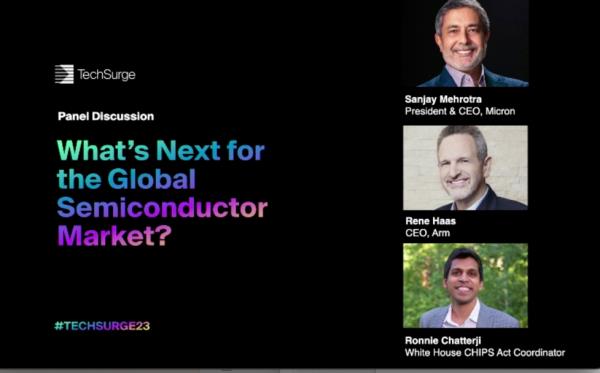 TechSurge
Panel Discussion
What's Next for
the Global
Semiconductor
Market?
#TECHSURGE23
Sanjay Mehrotra
President & CEO, Micron
Rene Haas
CEO, Arm
Ronnie Chatterji
White House CHIPS Act Coordinator